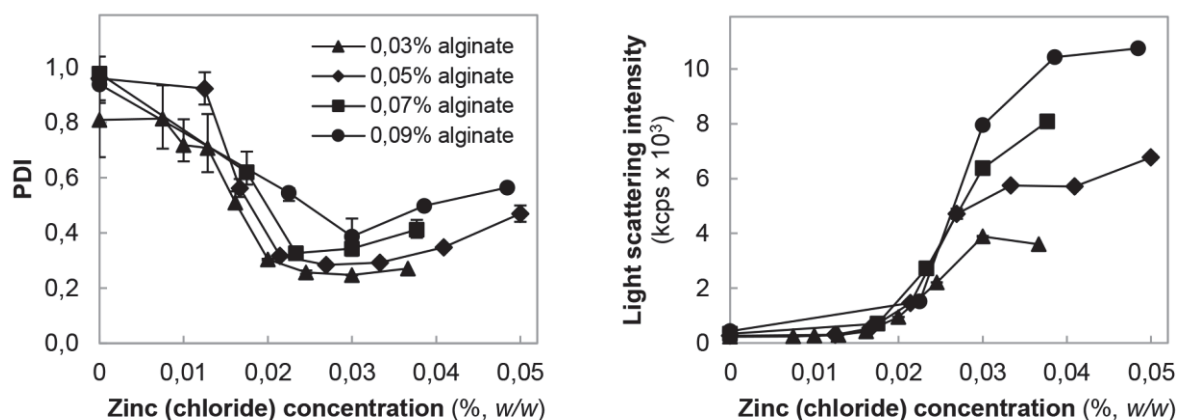 PDI
1,0
0,8
0,6
0,4
0,2
0,0
0,03% alginate
0,05% alginate
0,07% alginate
0,09% alginate
0 0,01 0,02 0,03 0,04 0,05
Zinc (chloride) concentration (%, w/w)
Light scattering intensity
(kcps x 10³)
10
8
6
4
2
0
0 0,01 0,02 0,03 0,04 0,05
Zinc (chloride) concentration (%, w/w)